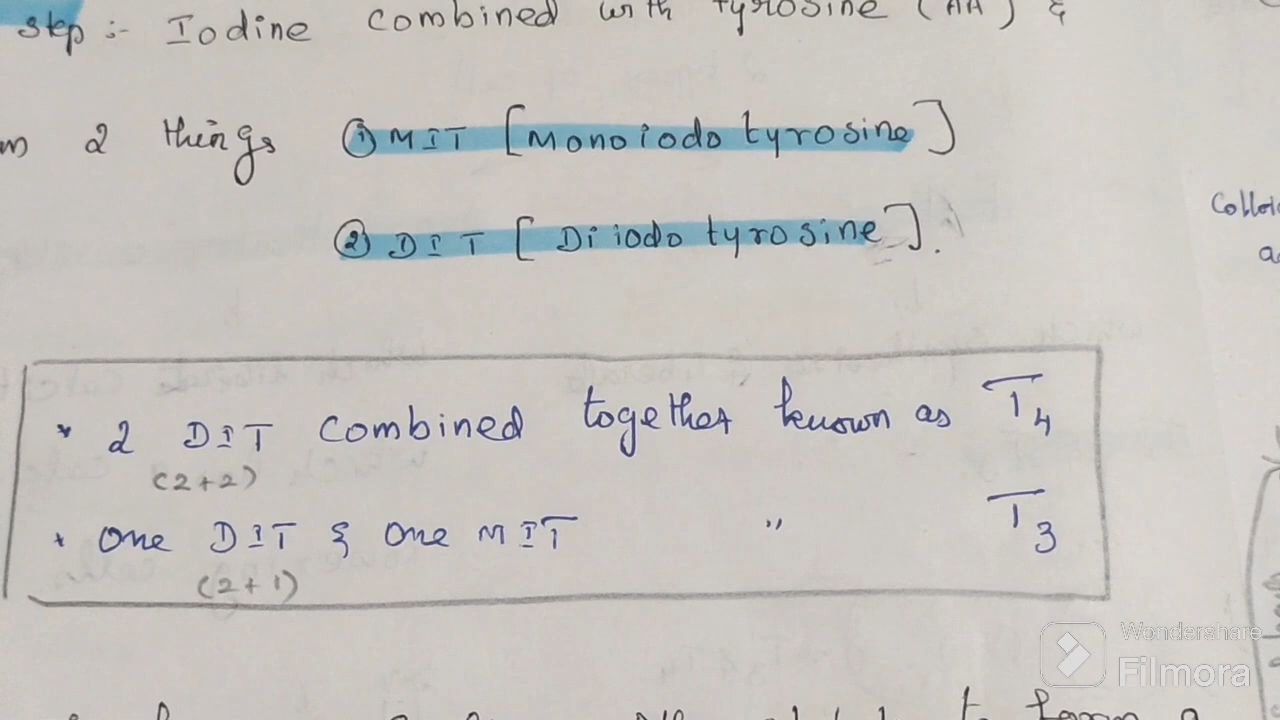 step :- Iodine combined with tyrosine (AA) &
2 things ① MIT [Monoiodo tyrosine]
② DIT [Diiodo tyrosine].
* 2 DIT combined together known as T4
(2+2)
* One DIT & One MIT " T3
(2+1)
Wondershare
Filmora